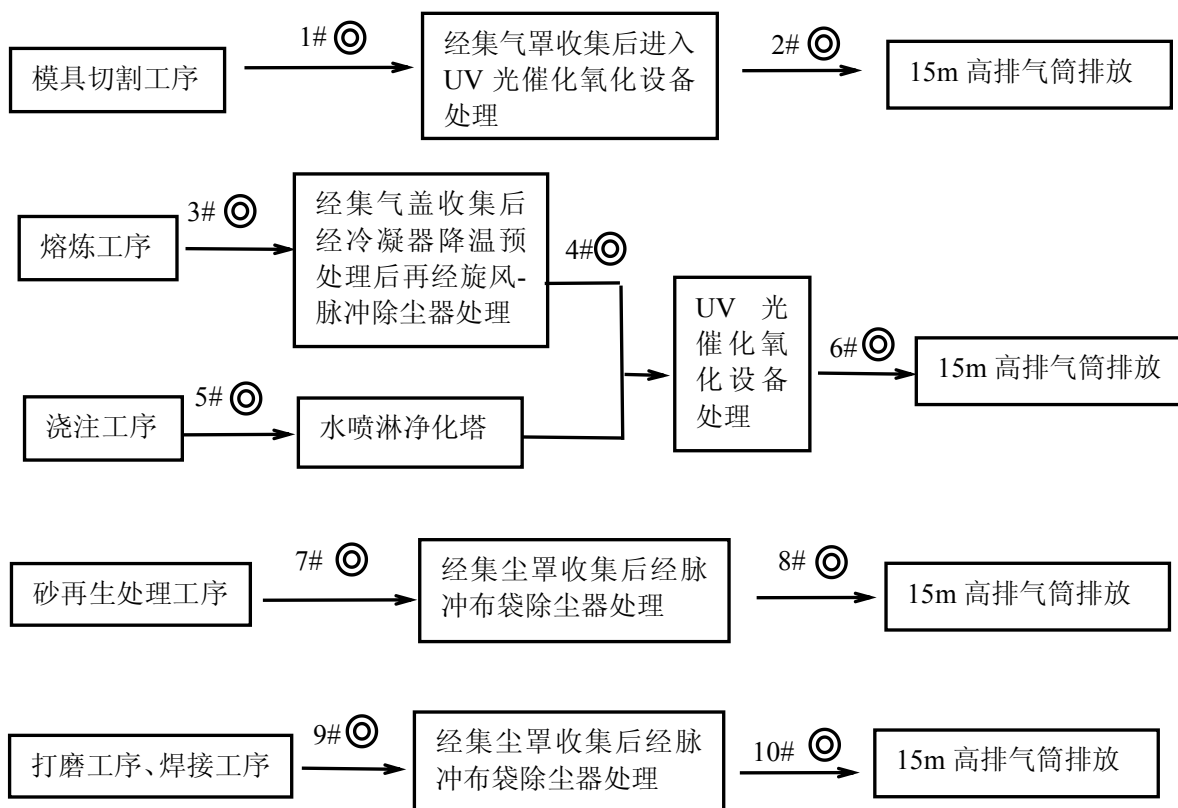 1#
2#
模具切割工序
经集气罩收集后进入
UV 光催化氧化设备
处理
15m 高排气筒排放
3#
熔炼工序
经集气盖收集后
经冷凝器降温预
处理后再经旋风-
脉冲除尘器处理
4#
5#
浇注工序
水喷淋净化塔
UV 光
催化氧
化设备
处理
6#
15m 高排气筒排放
7#
8#
砂再生处理工序
经集尘罩收集后经脉
冲布袋除尘器处理
15m 高排气筒排放
9#
10#
打磨工序、焊接工序
经集尘罩收集后经脉
冲布袋除尘器处理
15m 高排气筒排放